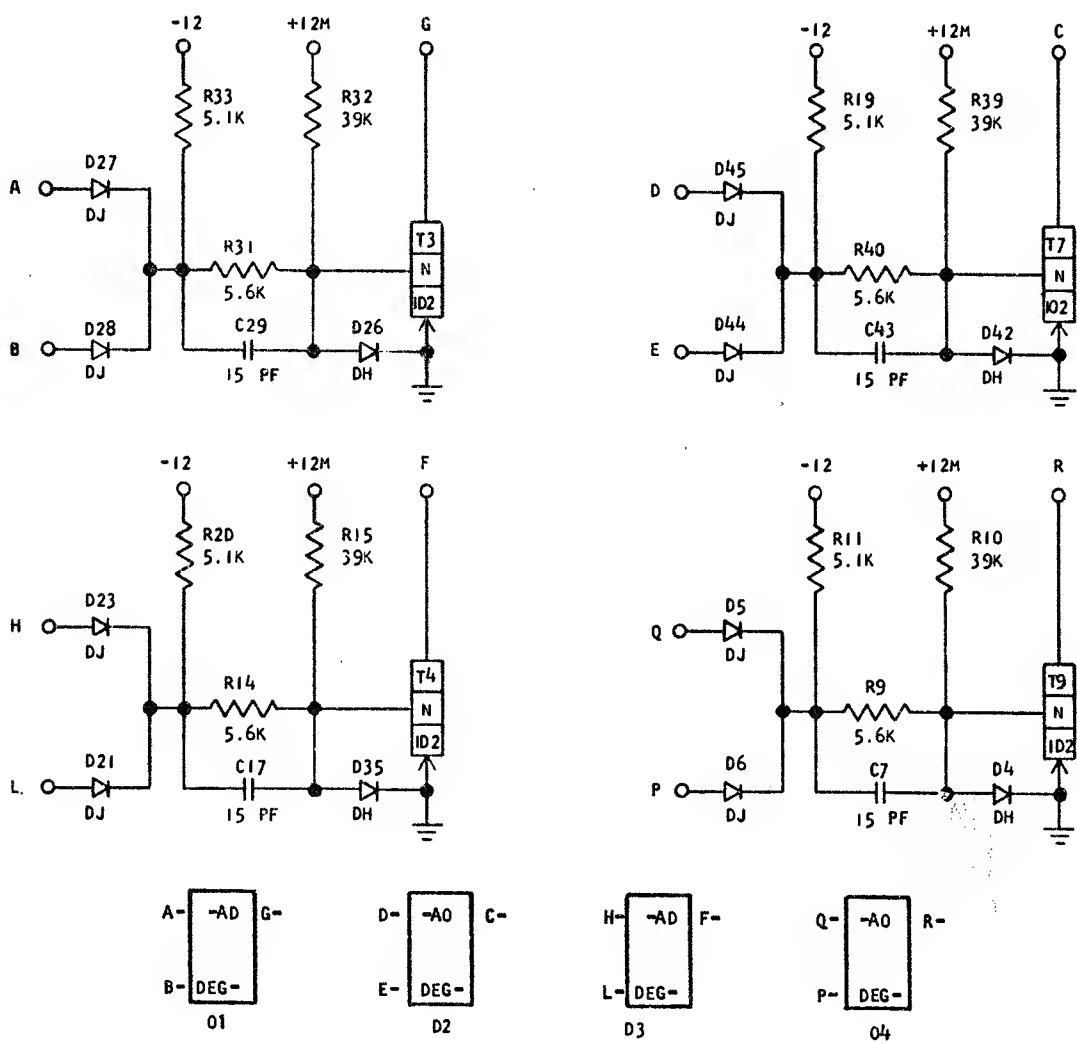 -12
+12M
G
R33
5.1K
R32
39K
A
D27
DJ
R31
5.6K
T3
N
ID2
B
D28
DJ
C29
15 PF
D26
DH
-12
+12M
C
R19
5.1K
R39
39K
D
D45
DJ
R40
5.6K
T7
N
IO2
E
D44
DJ
C43
15 PF
D42
DH
-12
+12M
F
R2D
5.1K
R15
39K
H
D23
DJ
R14
5.6K
T4
N
ID2
L.
D21
DJ
C17
15 PF
D35
DH
-12
+12M
R
R11
5.1K
R10
39K
Q
D5
DJ
R9
5.6K
T9
N
ID2
P
D6
DJ
C7
15 PF
D4
DH
A- -AD G-
B- DEG-
O1
D- -AO C-
E- DEG-
D2
H- -AD F-
L- DEG-
D3
Q- -AO R-
P- DEG-
O4